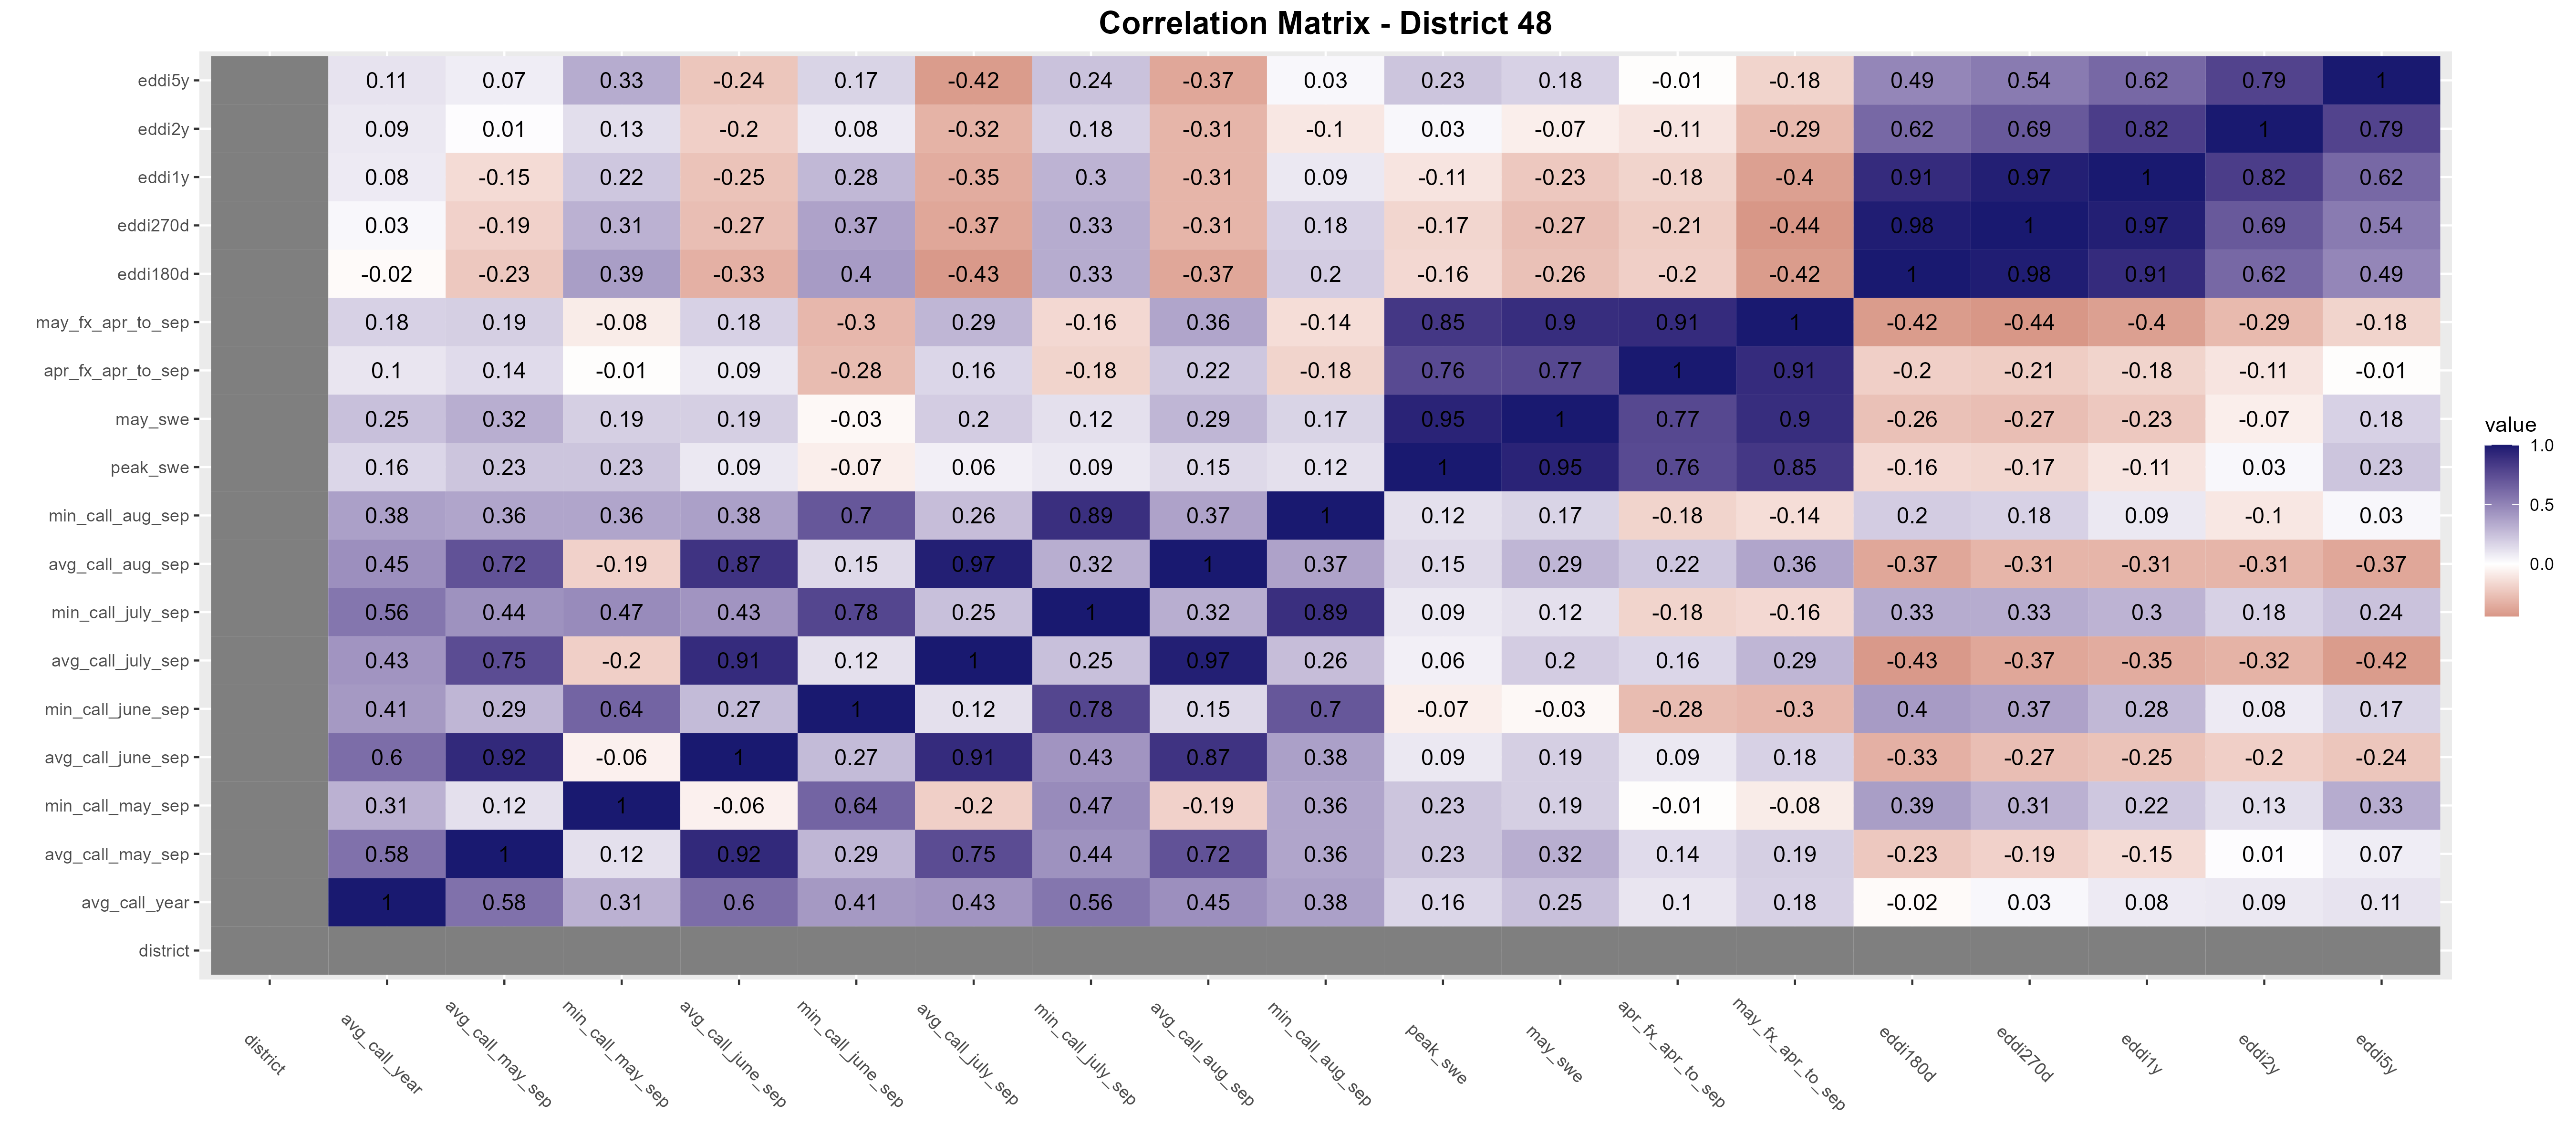 Correlation Matrix - District 48
eddi5y 0.11 0.07 0.33 -0.24 0.17 -0.42 0.24 -0.37 0.03 0.23 0.18 -0.01 -0.18 0.49 0.54 0.62 0.79 1
eddi2y 0.09 0.01 0.13 -0.2 0.08 -0.32 0.18 -0.31 -0.1 0.03 -0.07 -0.11 -0.29 0.62 0.69 0.82 1 0.79
eddi1y 0.08 -0.15 0.22 -0.25 0.28 -0.35 0.3 -0.31 0.09 -0.11 -0.23 -0.18 -0.4 0.91 0.97 1 0.82 0.62
eddi270d 0.03 -0.19 0.31 -0.27 0.37 -0.37 0.33 -0.31 0.18 -0.17 -0.27 -0.21 -0.44 0.98 1 0.97 0.69 0.54
eddi180d -0.02 -0.23 0.39 -0.33 0.4 -0.43 0.33 -0.37 0.2 -0.16 -0.26 -0.2 -0.42 1 0.98 0.91 0.62 0.49
may_fx_apr_to_sep 0.18 0.19 -0.08 0.18 -0.3 0.29 -0.16 0.36 -0.14 0.85 0.9 0.91 1 -0.42 -0.44 -0.4 -0.29 -0.18
apr_fx_apr_to_sep 0.1 0.14 -0.01 0.09 -0.28 0.16 -0.18 0.22 -0.18 0.76 0.77 1 0.91 -0.2 -0.21 -0.18 -0.11 -0.01
may_swe 0.25 0.32 0.19 0.19 -0.03 0.2 0.12 0.29 0.17 0.95 1 0.77 0.9 -0.26 -0.27 -0.23 -0.07 0.18
peak_swe 0.16 0.23 0.23 0.09 -0.07 0.06 0.09 0.15 0.12 1 0.95 0.76 0.85 -0.16 -0.17 -0.11 0.03 0.23
min_call_aug_sep 0.38 0.36 0.36 0.38 0.7 0.26 0.89 0.37 1 0.12 0.17 -0.18 -0.14 0.2 0.18 0.09 -0.1 0.03
avg_call_aug_sep 0.45 0.72 -0.19 0.87 0.15 0.97 0.32 1 0.37 0.15 0.29 0.22 0.36 -0.37 -0.31 -0.31 -0.31 -0.37
min_call_july_sep 0.56 0.44 0.47 0.43 0.78 0.25 1 0.32 0.89 0.09 0.12 -0.18 -0.16 0.33 0.33 0.3 0.18 0.24
avg_call_july_sep 0.43 0.75 -0.2 0.91 0.12 1 0.25 0.97 0.26 0.06 0.2 0.16 0.29 -0.43 -0.37 -0.35 -0.32 -0.42
min_call_june_sep 0.41 0.29 0.64 0.27 1 0.12 0.78 0.15 0.7 -0.07 -0.03 -0.28 -0.3 0.4 0.37 0.28 0.08 0.17
avg_call_june_sep 0.6 0.92 -0.06 1 0.27 0.91 0.43 0.87 0.38 0.09 0.19 0.09 0.18 -0.33 -0.27 -0.25 -0.2 -0.24
min_call_may_sep 0.31 0.12 1 -0.06 0.64 -0.2 0.47 -0.19 0.36 0.23 0.19 -0.01 -0.08 0.39 0.31 0.22 0.13 0.33
avg_call_may_sep 0.58 1 0.12 0.92 0.29 0.75 0.44 0.72 0.36 0.23 0.32 0.14 0.19 -0.23 -0.19 -0.15 0.01 0.07
avg_call_year 1 0.58 0.31 0.6 0.41 0.43 0.56 0.45 0.38 0.16 0.25 0.1 0.18 -0.02 0.03 0.08 0.09 0.11
district
district avg_call_year avg_call_may_sep min_call_may_sep avg_call_june_sep min_call_june_sep avg_call_july_sep min_call_july_sep avg_call_aug_sep min_call_aug_sep peak_swe may_swe apr_fx_apr_to_sep may_fx_apr_to_sep eddi180d eddi270d eddi1y eddi2y eddi5y
value
1.0
0.5
0.0